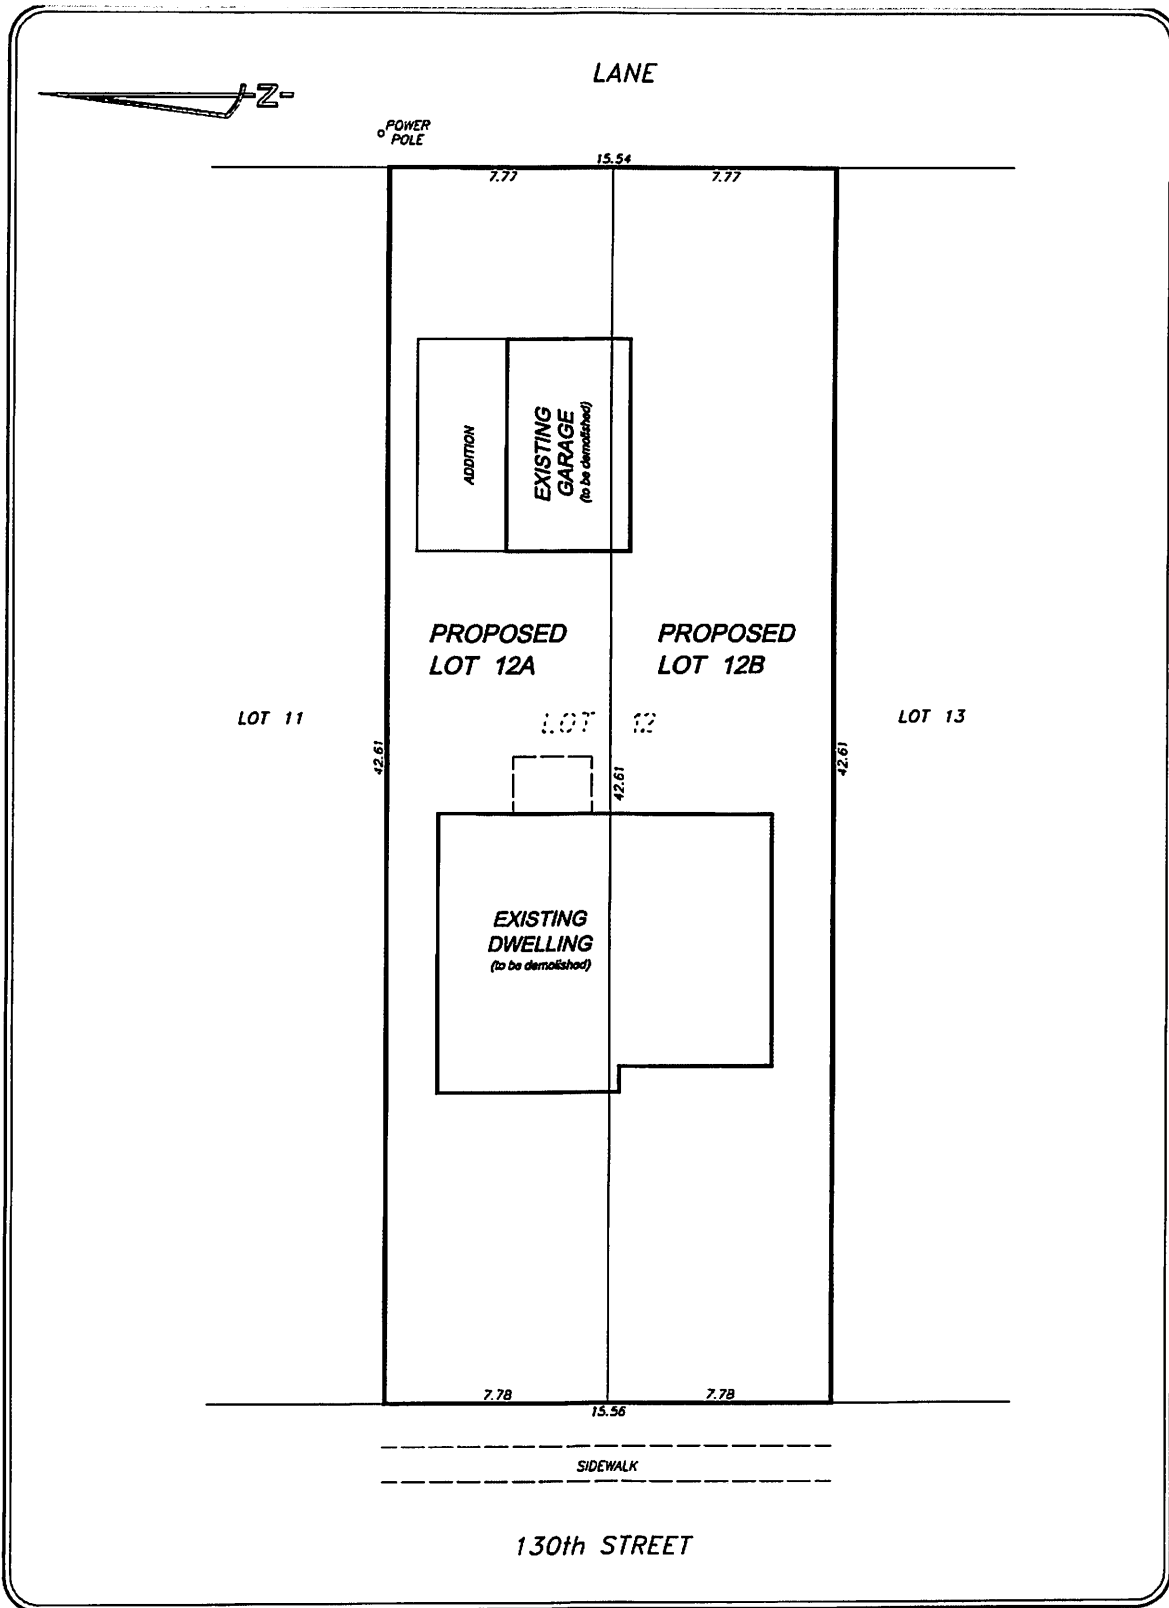 LANE
-Z-
POWER
POLE
15.54
7.77 7.77
ADDITION
EXISTING
GARAGE
(to be demolished)
PROPOSED
LOT 12A
PROPOSED
LOT 12B
LOT 11
LOT 12
LOT 13
42.61
42.61
42.61
EXISTING
DWELLING
(to be demolished)
7.78 7.78
15.56
SIDEWALK
130th STREET